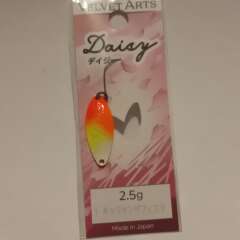 VELVET ARTS
Daisy
デイジー
2.5g
Made in Japan